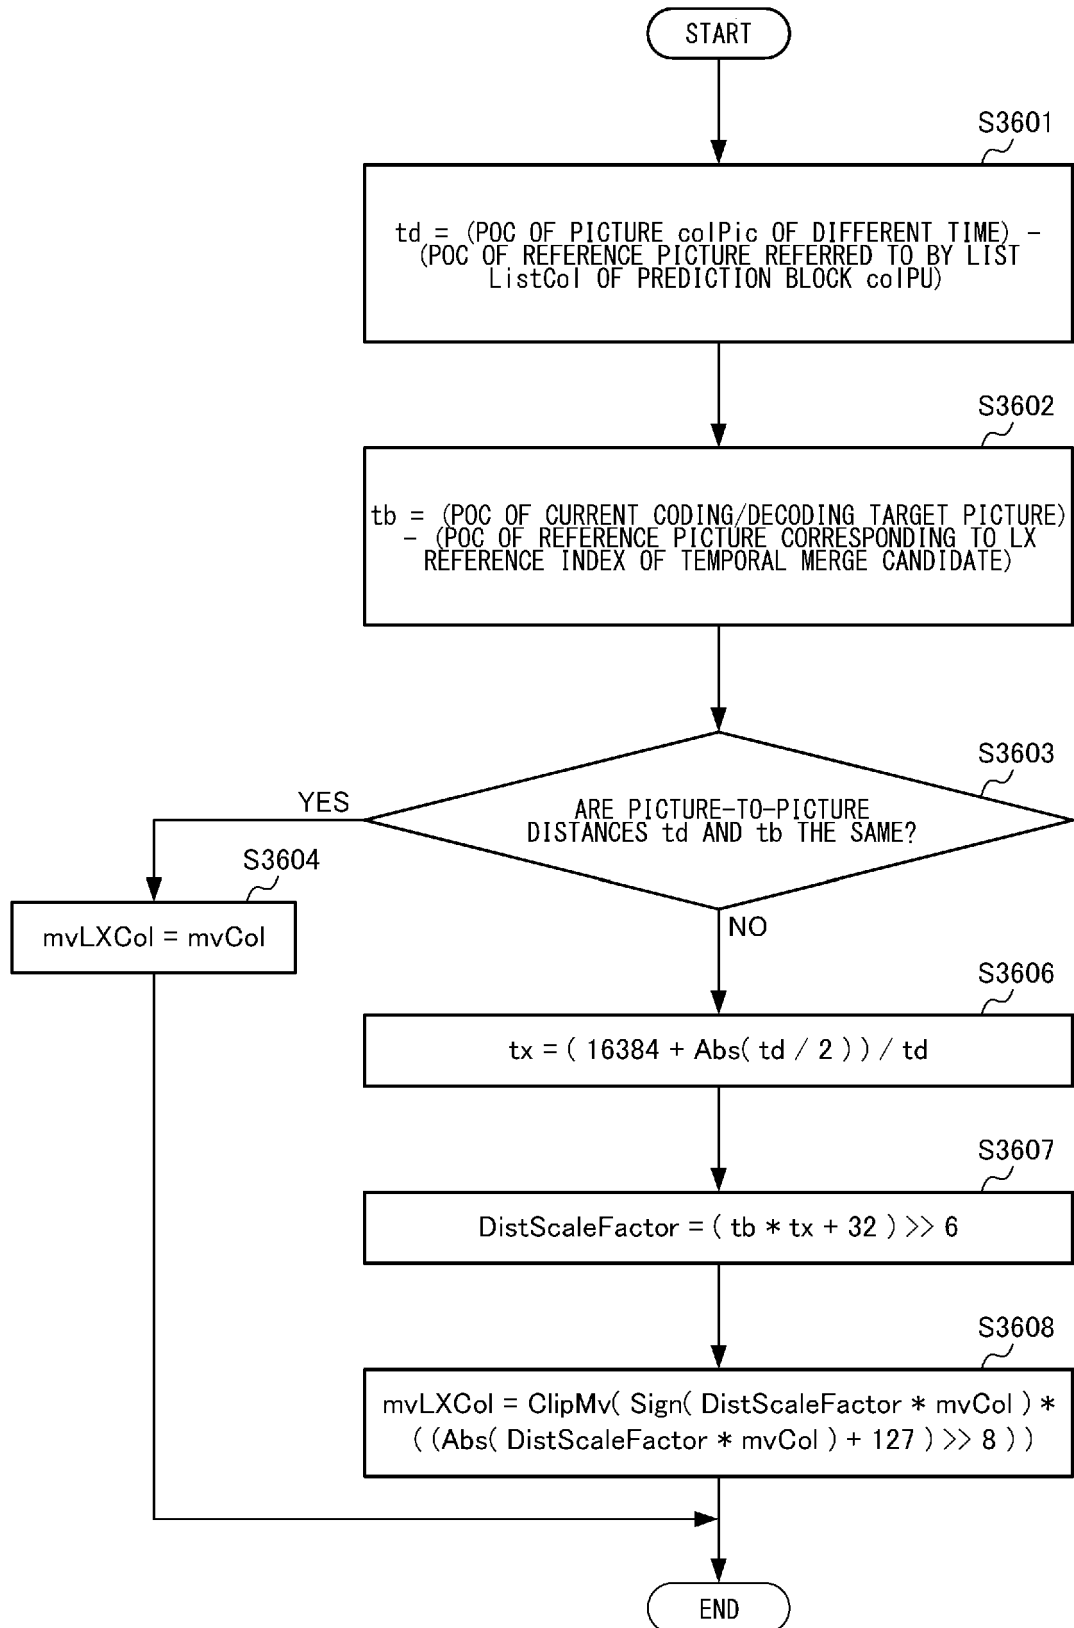 START
S3601
td = (POC OF PICTURE colPic OF DIFFERENT TIME) -
(POC OF REFERENCE PICTURE REFERRED TO BY LIST
ListCol OF PREDICTION BLOCK colPU)
S3602
tb = (POC OF CURRENT CODING/DECODING TARGET PICTURE)
- (POC OF REFERENCE PICTURE CORRESPONDING TO LX
REFERENCE INDEX OF TEMPORAL MERGE CANDIDATE)
S3603
ARE PICTURE-TO-PICTURE
DISTANCES td AND tb THE SAME?
YES
S3604
mvLXCol = mvCol
NO
S3606
tx = ( 16384 + Abs( td / 2 ) ) / td
S3607
DistScaleFactor = ( tb * tx + 32 ) >> 6
S3608
mvLXCol = ClipMv( Sign( DistScaleFactor * mvCol ) *
( (Abs( DistScaleFactor * mvCol ) + 127 ) >> 8 ) )
END